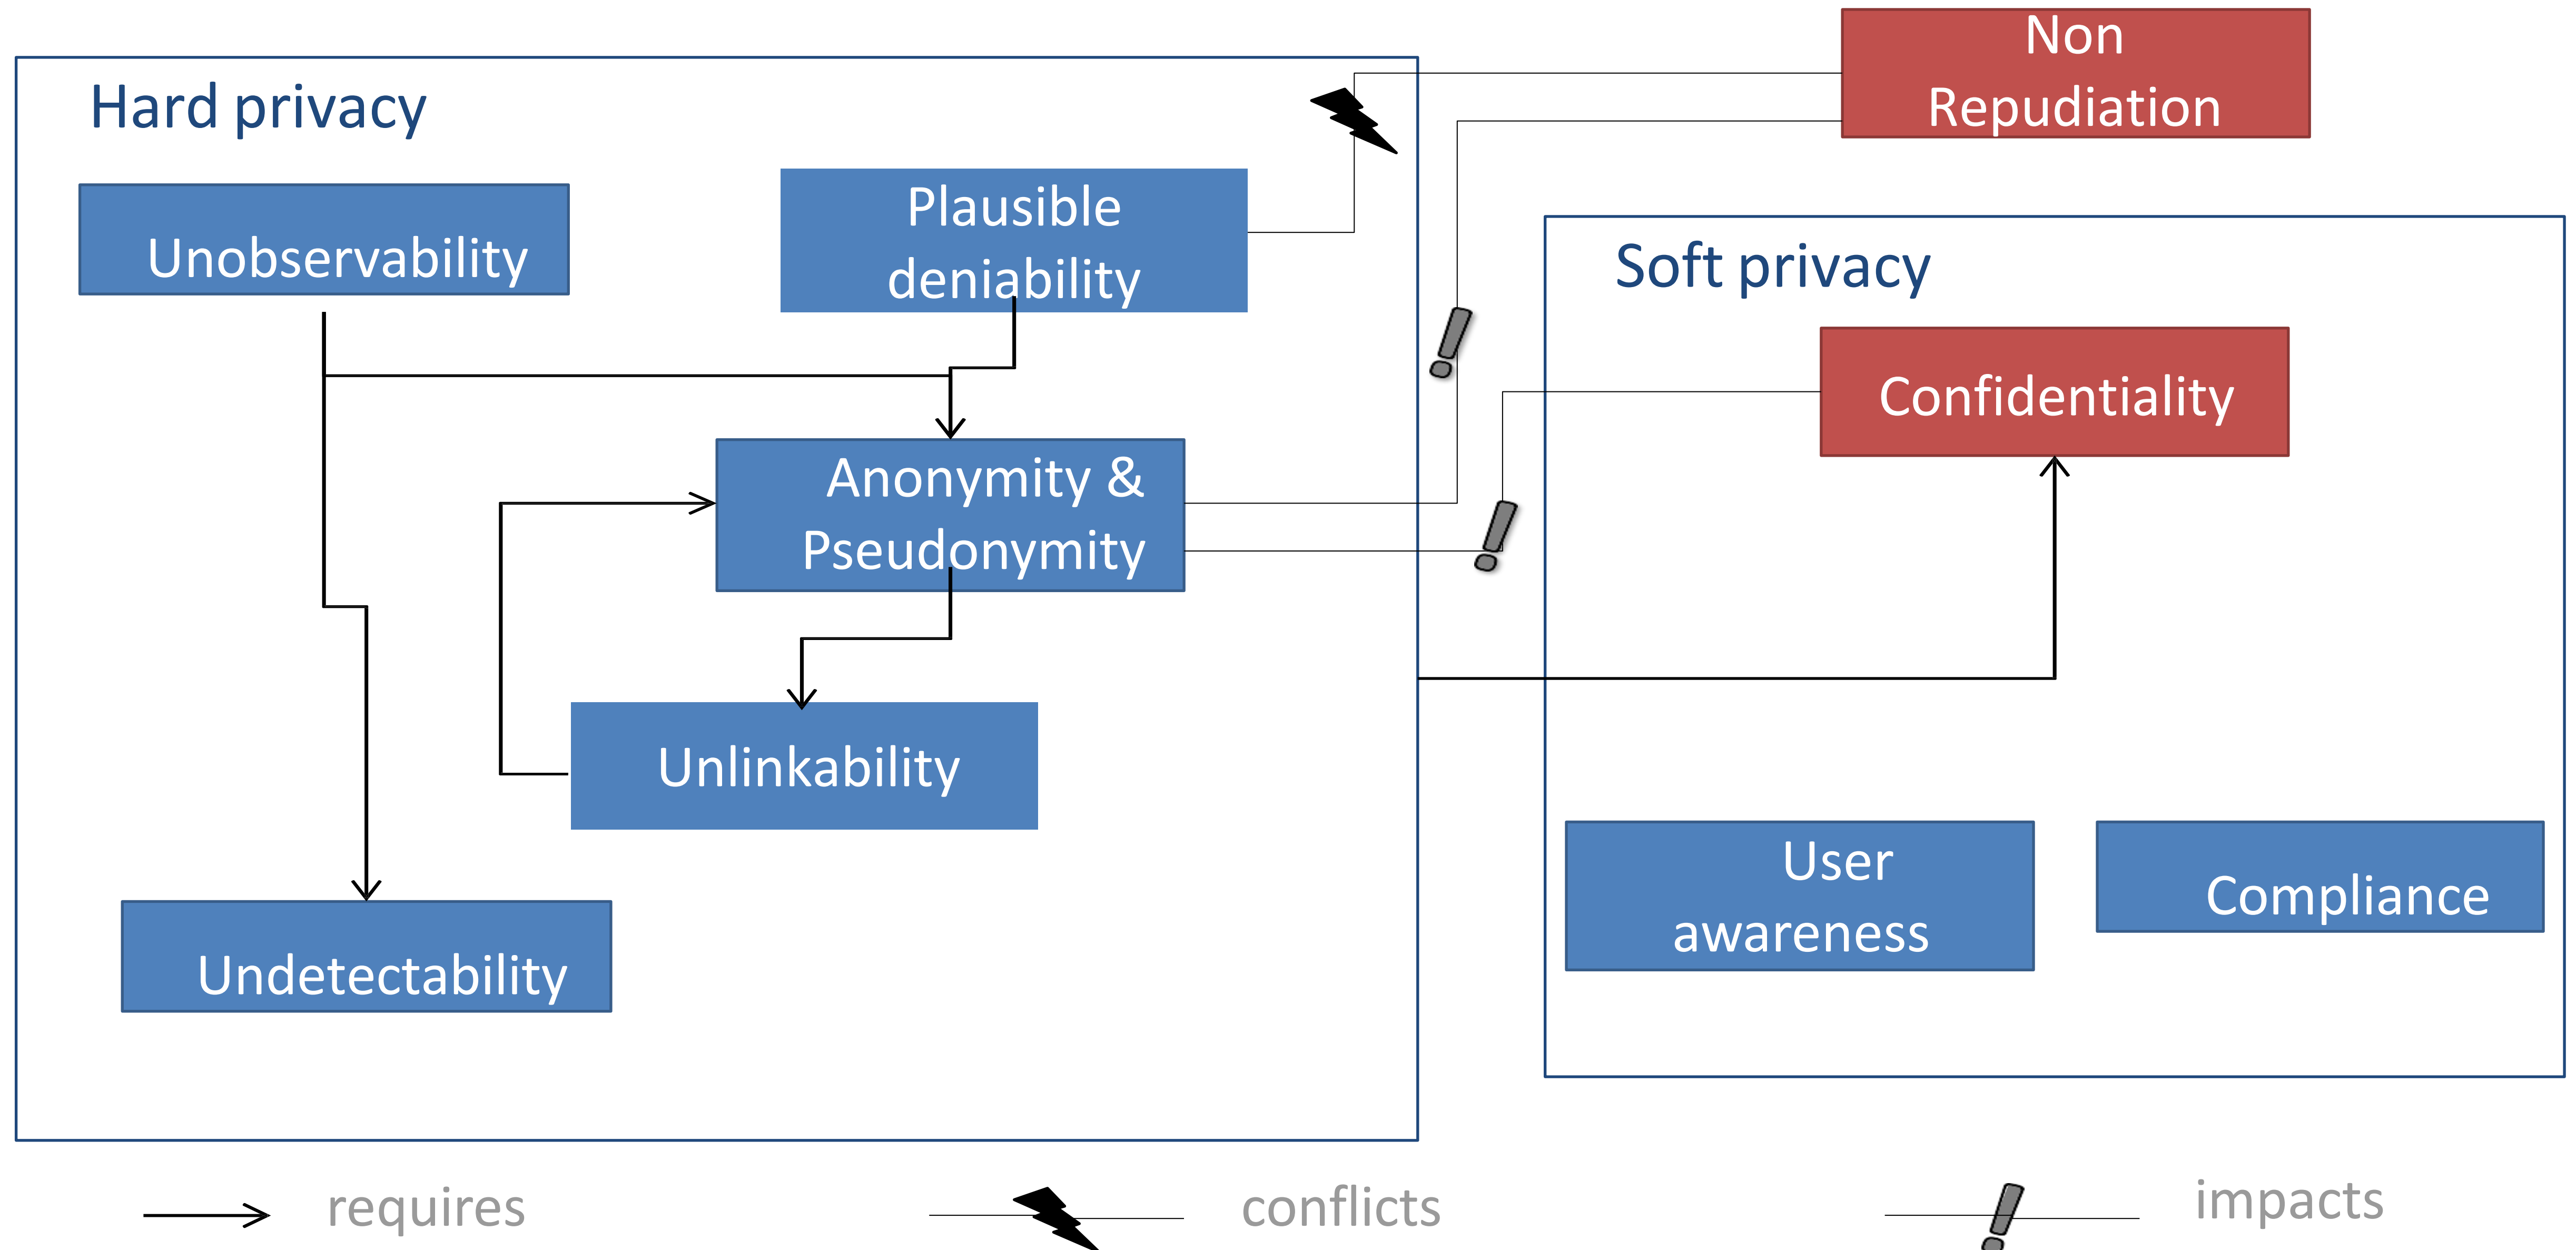 Non
Repudiation
Hard privacy
Plausible
deniability
Unobservability
Soft privacy
Confidentiality
Anonymity &
Pseudonymity
Unlinkability
User
awareness
Compliance
Undetectability
requires
conflicts
impacts